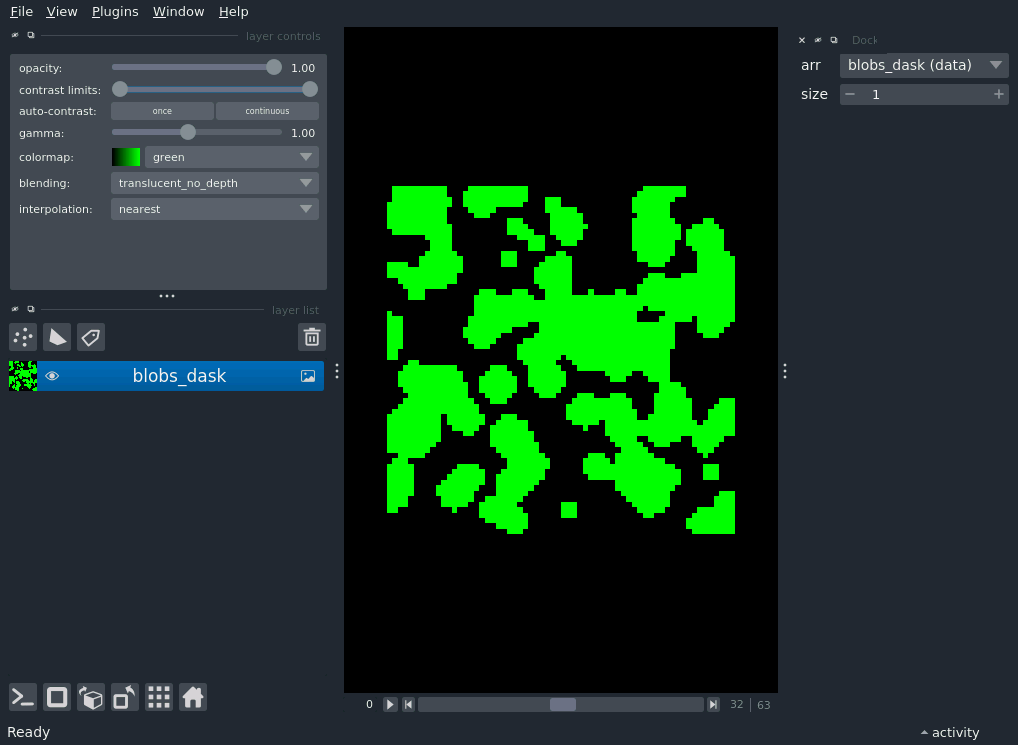 File View Plugins Window Help
layer controls
opacity: 1.00
contrast limits:
auto-contrast: once continuous
gamma: 1.00
colormap: green
blending: translucent_no_depth
interpolation: nearest
layer list
blobs_dask
Dock
arr blobs_dask (data)
size 1
0 32 63
Ready
activity